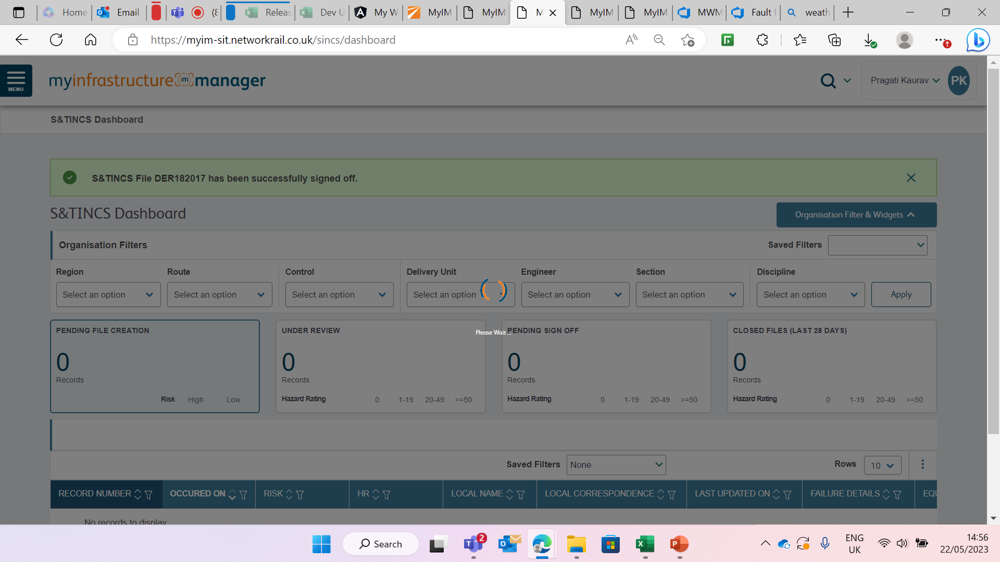 Home
Email
(8
Releas
Dev U
My W
MyIM
MyIM
M
MyIM
MyIM
MWM
Fault
weath
https://myim-sit.networkrail.co.uk/sincs/dashboard
MENU
myinfrastructure im manager
Pragati Kaurav
PK
S&TINCS Dashboard
S&TINCS File DER182017 has been successfully signed off.
S&TINCS Dashboard
Organisation Filter & Widgets
Organisation Filters
Saved Filters
Region
Route
Control
Delivery Unit
Engineer
Section
Discipline
Select an option
Select an option
Select an option
Select an option
Select an option
Select an option
Select an option
Apply
PENDING FILE CREATION
UNDER REVIEW
Please Wait ...
PENDING SIGN OFF
CLOSED FILES (LAST 28 DAYS)
0
0
0
0
Records
Records
Records
Records
Risk High Low
Hazard Rating 0 1-19 20-49 >=50
Hazard Rating 0 1-19 20-49 >=50
Hazard Rating 0 1-19 20-49 >=50
Saved Filters None
Rows 10
RECORD NUMBER
OCCURED ON
RISK
HR
LOCAL NAME
LOCAL CORRESPONDENCE
LAST UPDATED ON
FAILURE DETAILS
EQU
No records to display
Search
2
ENG
UK
14:56
22/05/2023